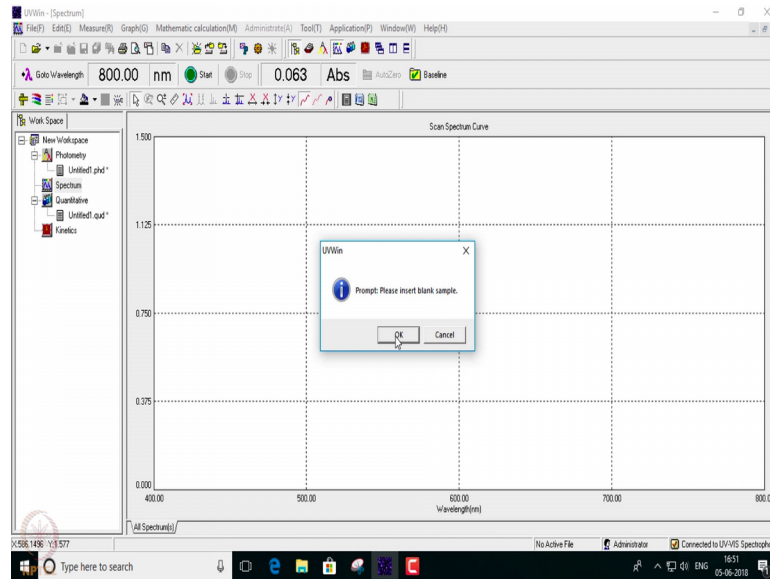 UVWin - [Spectrum]
File(F) Edit(E) Measure(R) Graph(G) Mathematic calculation(M) Administrate(A) Tool(T) Application(P) Window(W) Help(H)
Goto Wavelength 800.00 nm Start Stop 0.063 Abs AutoZero Baseline
Work Space
New Workspace
Photometry
Untitled1.phd *
Spectrum
Quantitative
Untitled1.qud *
Kinetics
Scan Spectrum Curve
1.500
1.125
0.750
0.375
0.000
400.00 500.00 600.00 700.00 800.0
Wavelength(nm)
UVWin
Prompt: Please insert blank sample.
OK Cancel
All Spectrum(s)
X:586.1496 Y:1.577 No Active File Administrator Connected to UV-VIS Spectropho
Type here to search
ENG
16:51
05-06-2018